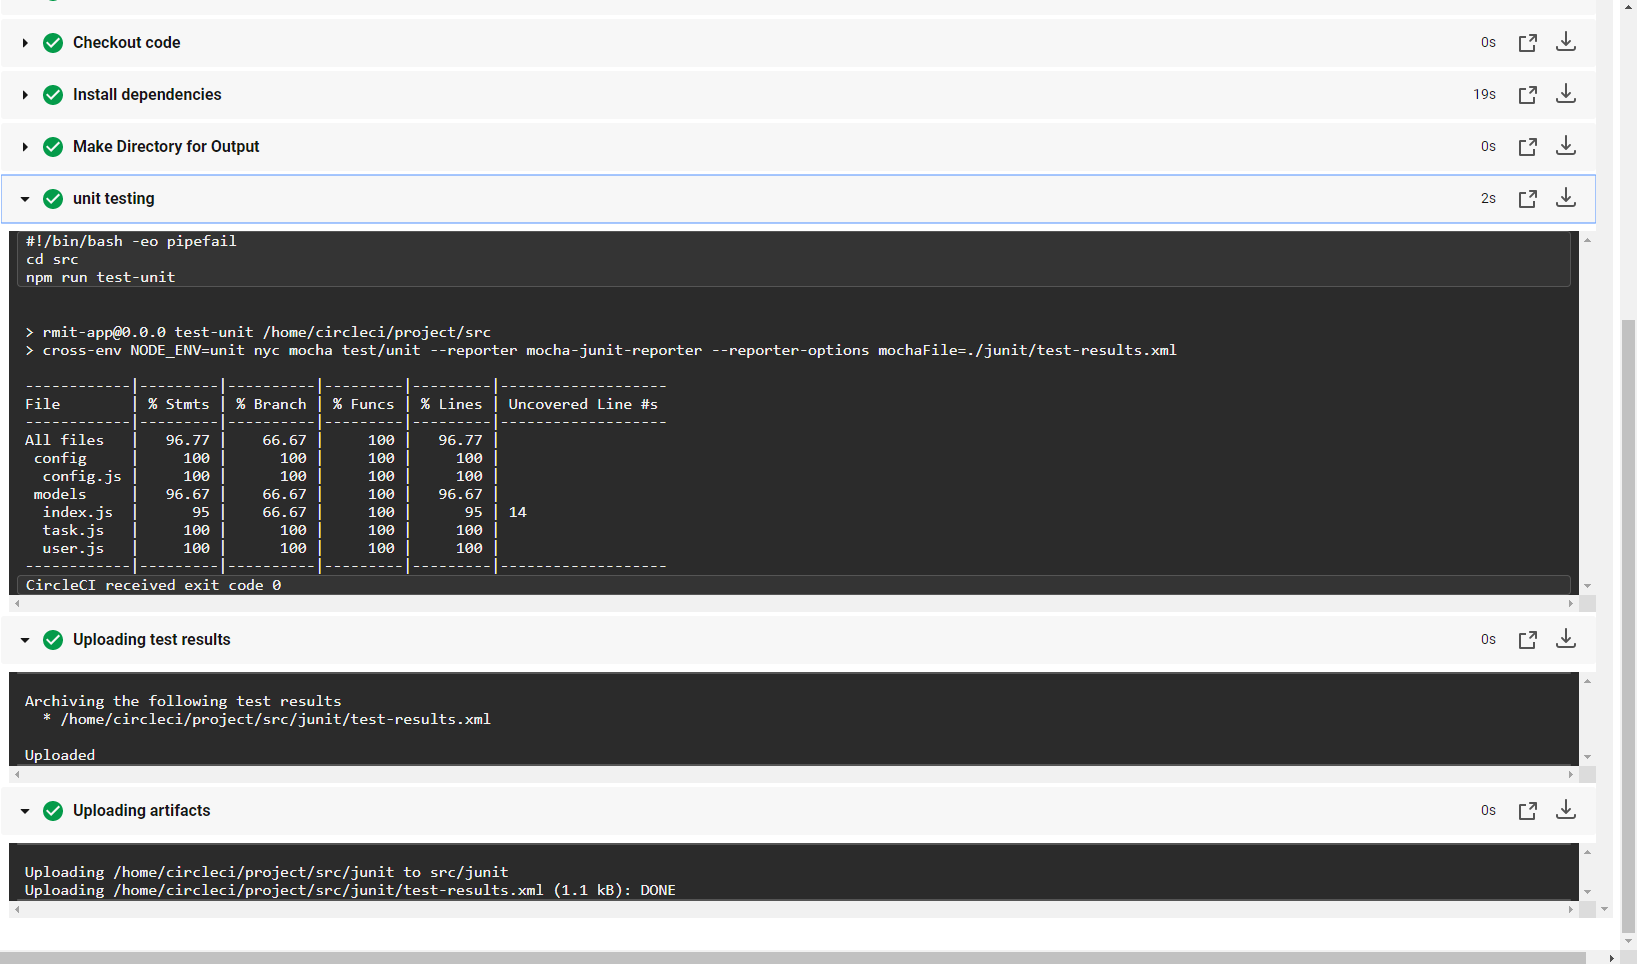 Checkout code 0s
Install dependencies 19s
Make Directory for Output 0s
unit testing 2s
#!/bin/bash -eo pipefail
cd src
npm run test-unit
> rmit-app@0.0.0 test-unit /home/circleci/project/src
> cross-env NODE_ENV=unit nyc mocha test/unit --reporter mocha-junit-reporter --reporter-options mochaFile=./junit/test-results.xml
------------|---------|----------|---------|---------|-------------------
File        | % Stmts | % Branch | % Funcs | % Lines | Uncovered Line #s
------------|---------|----------|---------|---------|-------------------
All files   |   96.77 |    66.67 |     100 |   96.77 |
 config     |     100 |      100 |     100 |     100 |
  config.js |     100 |      100 |     100 |     100 |
 models     |   96.67 |    66.67 |     100 |   96.67 |
  index.js  |      95 |    66.67 |     100 |      95 | 14
  task.js   |     100 |      100 |     100 |     100 |
  user.js   |     100 |      100 |     100 |     100 |
------------|---------|----------|---------|---------|-------------------
CircleCI received exit code 0
Uploading test results 0s
Archiving the following test results
  * /home/circleci/project/src/junit/test-results.xml
Uploaded
Uploading artifacts 0s
Uploading /home/circleci/project/src/junit to src/junit
Uploading /home/circleci/project/src/junit/test-results.xml (1.1 kB): DONE